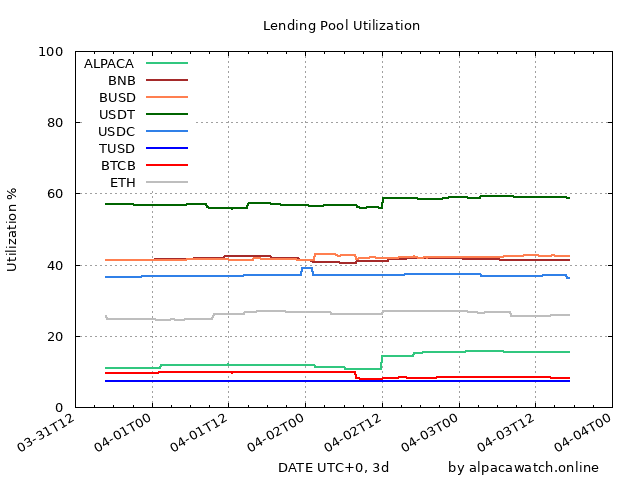 Lending Pool Utilization
100
80
60
40
20
0
Utilization %
ALPACA
BNB
BUSD
USDT
USDC
TUSD
BTCB
ETH
03-31T12
04-01T00
04-01T12
04-02T00
04-02T12
04-03T00
04-03T12
04-04T00
DATE UTC+0, 3d
by alpacawatch.online